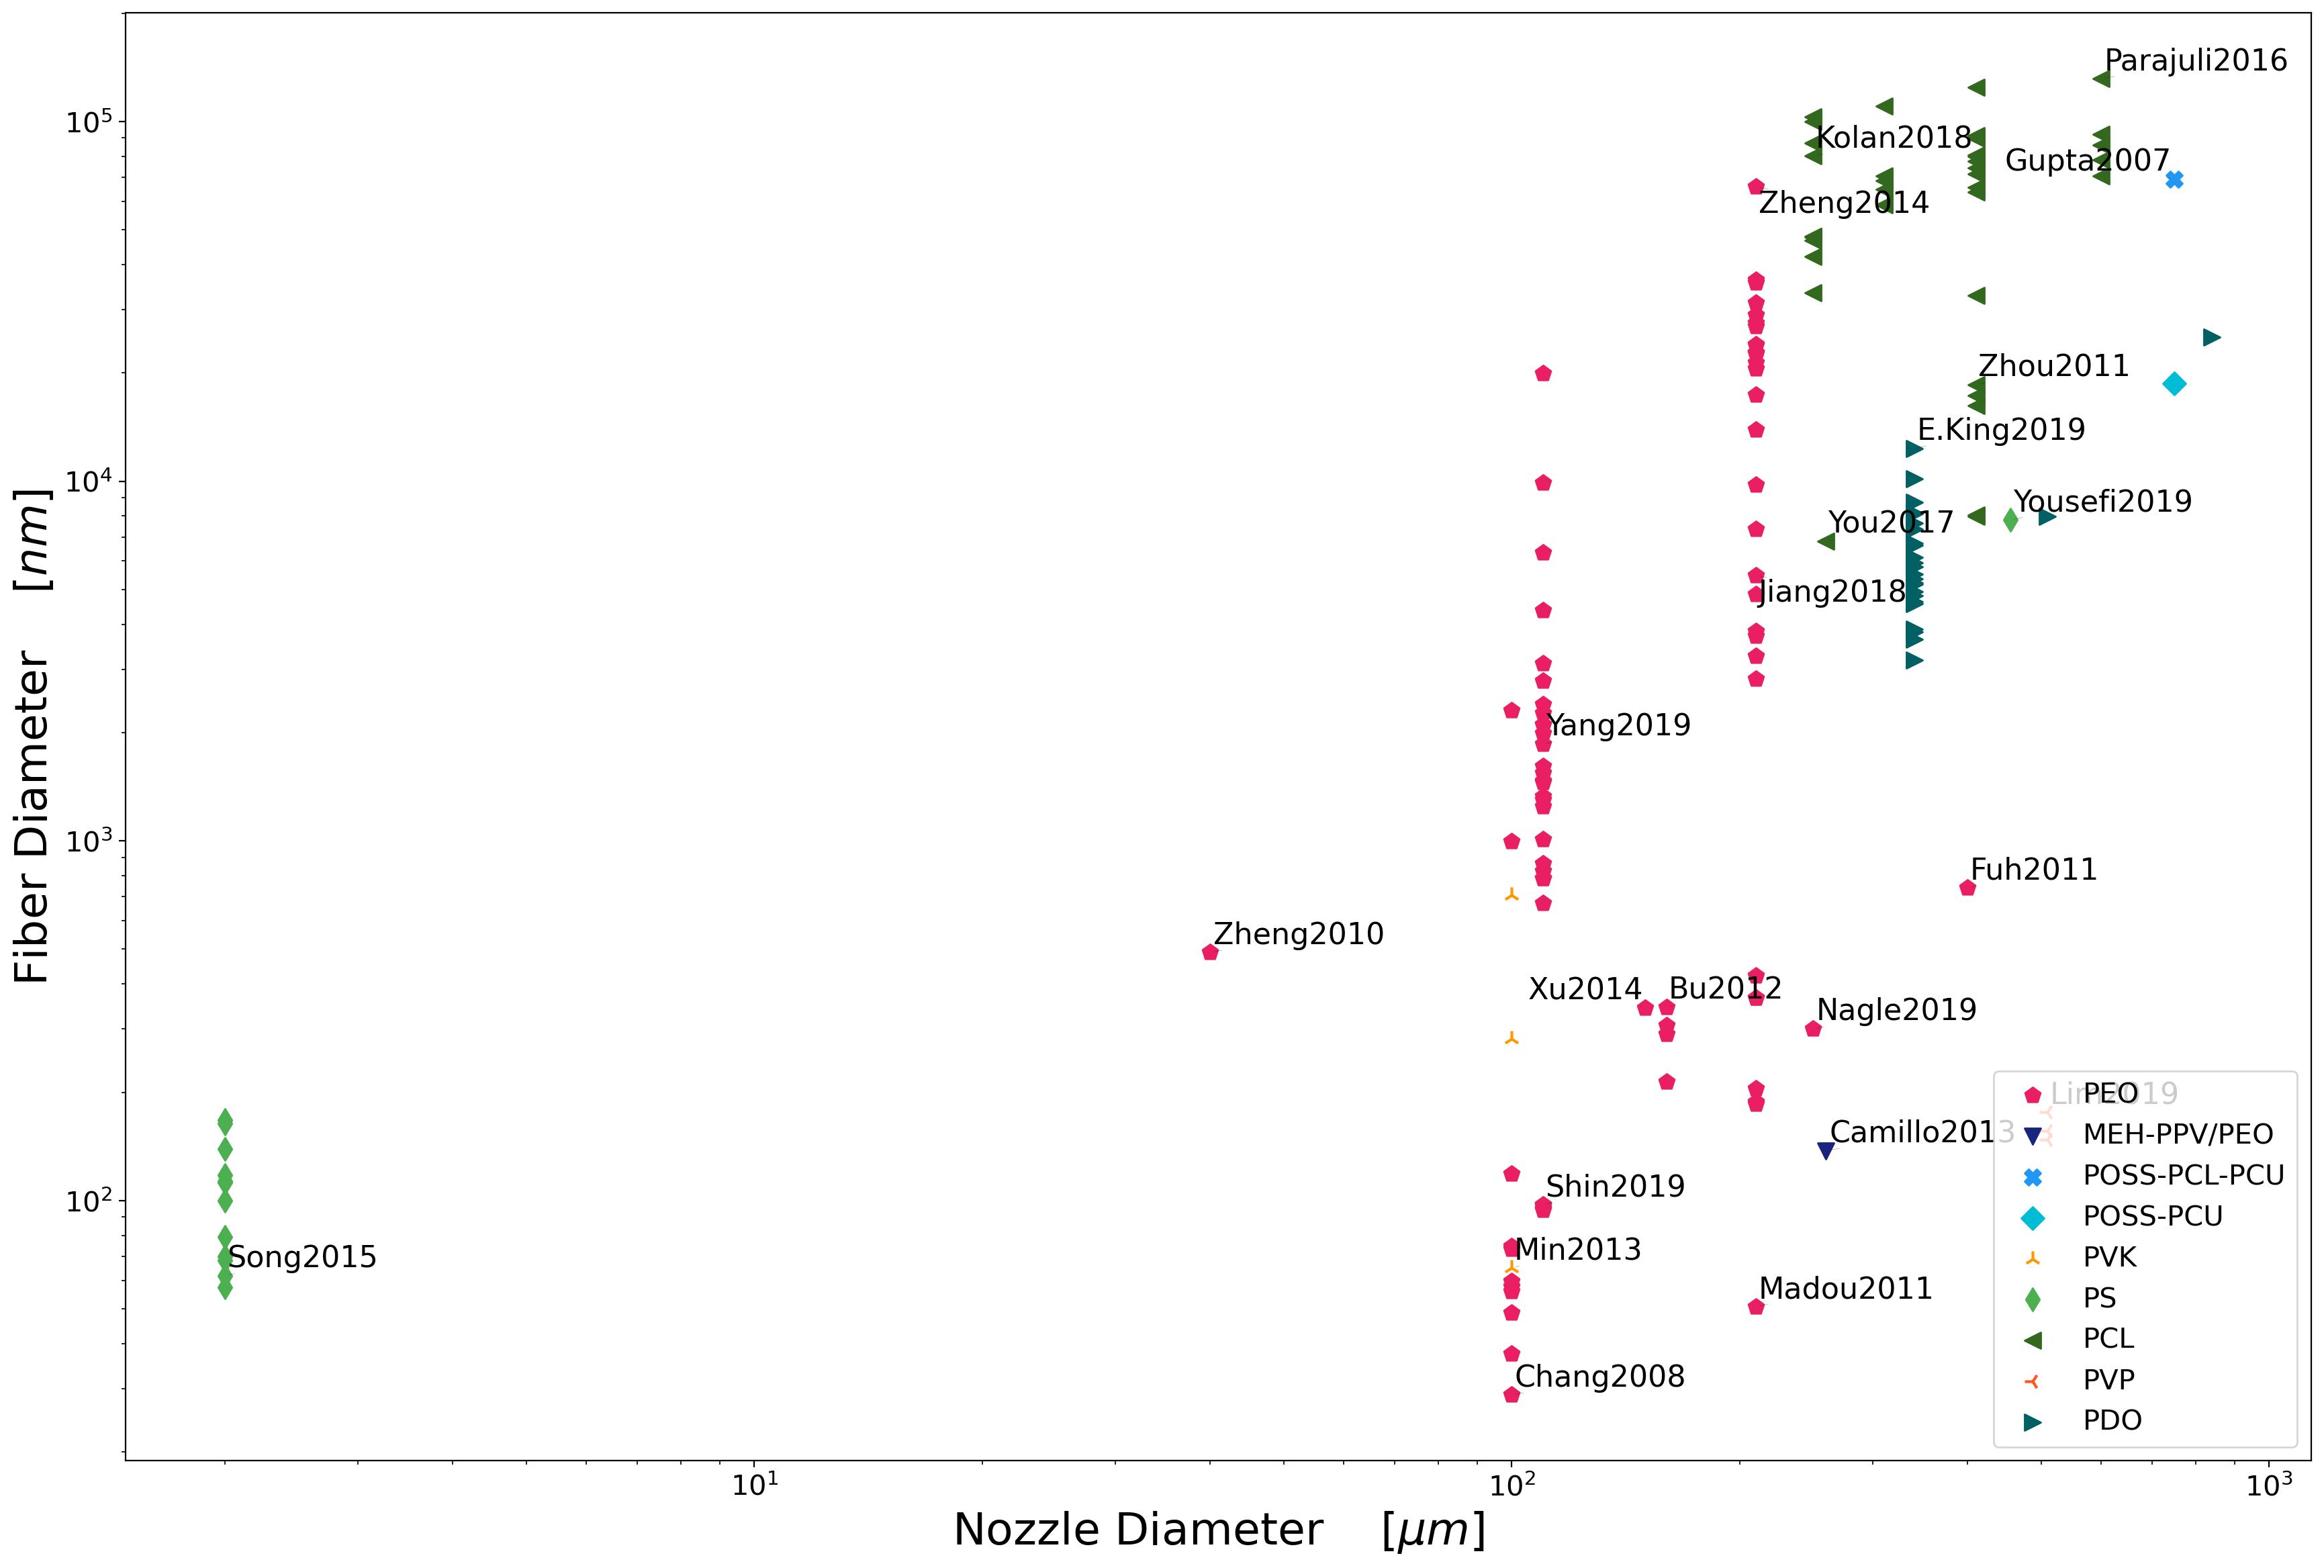 Fiber Diameter [nm]
10^5
10^4
10^3
10^2
Parajuli2016
Kolan2018
Gupta2007
Zheng2014
Zhou2011
E.King2019
Yousefi2019
You2017
Jiang2018
Yang2019
Fuh2011
Zheng2010
Xu2014
Bu2012
Nagle2019
Lim2019
Camillo2013
Shin2019
Song2015
Min2013
Madou2011
Chang2008
PEO
MEH-PPV/PEO
POSS-PCL-PCU
POSS-PCU
PVK
PS
PCL
PVP
PDO
10^1
10^2
10^3
Nozzle Diameter [μm]